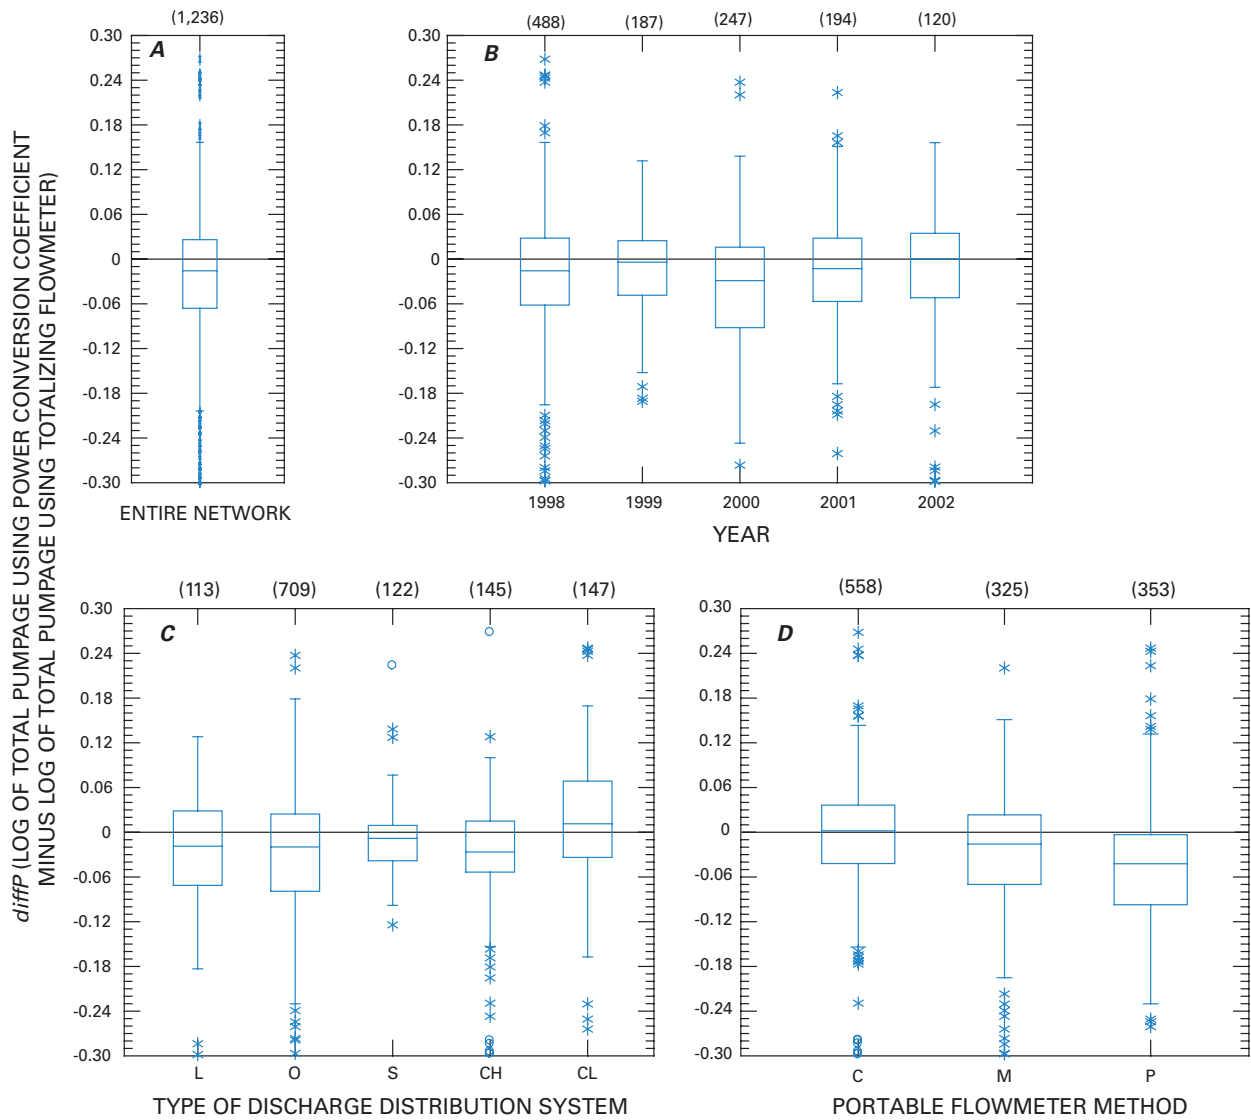 diffP (LOG OF TOTAL PUMPAGE USING POWER CONVERSION COEFFICIENT
MINUS LOG OF TOTAL PUMPAGE USING TOTALIZING FLOWMETER)
(1,236)
A
0.30
0.24
0.18
0.12
0.06
0
-0.06
-0.12
-0.18
-0.24
-0.30
ENTIRE NETWORK
(488) (187) (247) (194) (120)
B
0.30
0.24
0.18
0.12
0.06
0
-0.06
-0.12
-0.18
-0.24
-0.30
1998 1999 2000 2001 2002
YEAR
(113) (709) (122) (145) (147)
C
0.30
0.24
0.18
0.12
0.06
0
-0.06
-0.12
-0.18
-0.24
-0.30
L O S CH CL
TYPE OF DISCHARGE DISTRIBUTION SYSTEM
(558) (325) (353)
D
0.30
0.24
0.18
0.12
0.06
0
-0.06
-0.12
-0.18
-0.24
-0.30
C M P
PORTABLE FLOWMETER METHOD